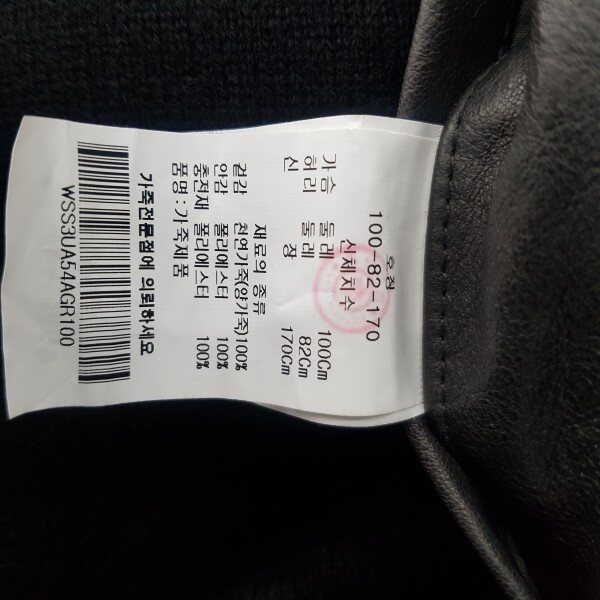 호칭
100-82-170
신체치수
가슴 둘레 100Cm
허리 둘레 82Cm
신 장 170Cm
재료의 종류
겉감 천연가죽(양가죽)100%
안감 폴리에스터 100%
충전재 폴리에스터 100%
품명 : 가죽제품
가죽전문점에 의뢰하세요
WSS3UA54AGR100